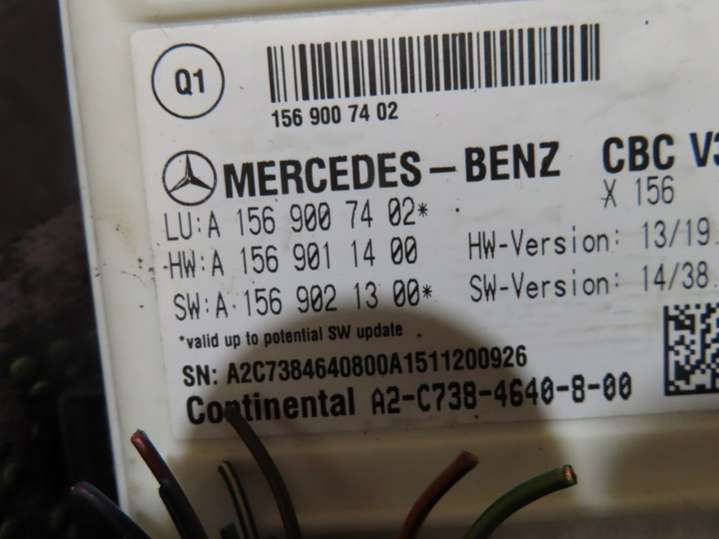 Q1
156 900 74 02
MERCEDES-BENZ CBC V3
X 156
LU:A 156 900 74 02*
HW:A 156 901 14 00 HW-Version: 13/19.
SW:A 156 902 13 00* SW-Version: 14/38.
*valid up to potential SW update
SN: A2C7384640800A1511200926
Continental A2-C738-4640-8-00